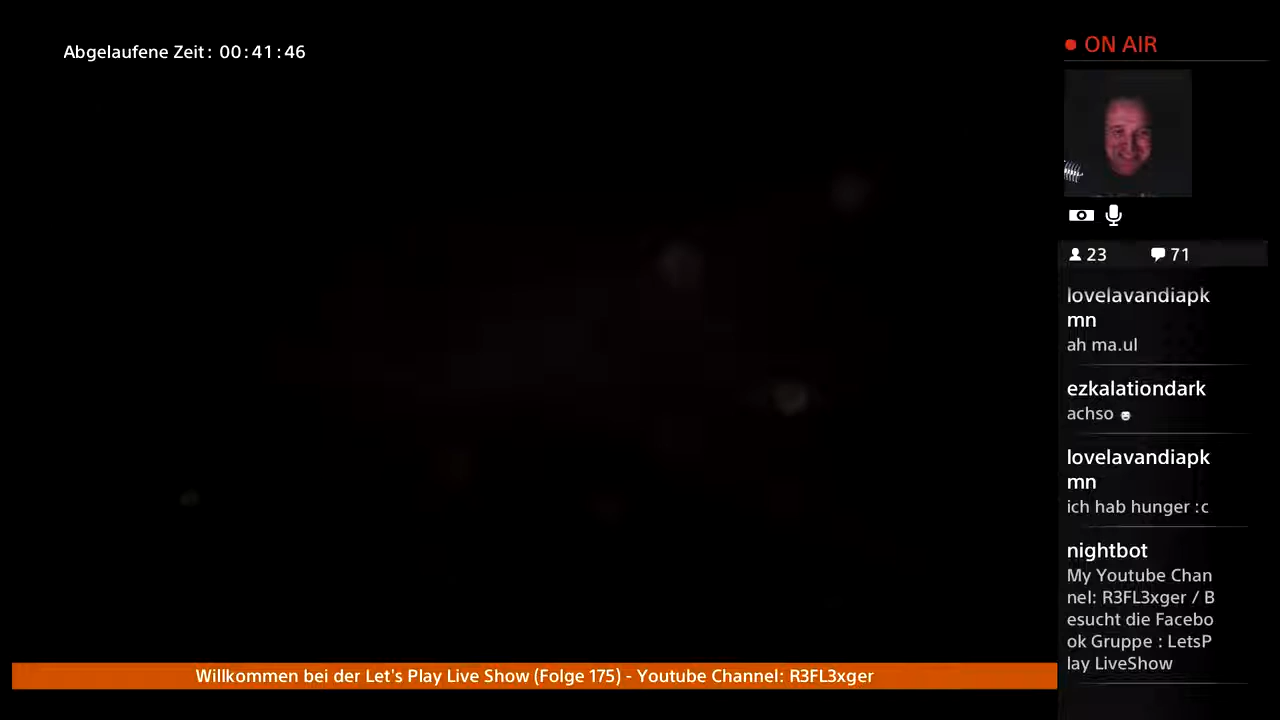 Abgelaufene Zeit: 00:41:46
ON AIR
23 71
lovelavandiapk
mn
ah ma.ul
ezkalationdark
achso
lovelavandiapk
mn
ich hab hunger :c
nightbot
My Youtube Chan
nel: R3FL3xger / B
esucht die Facebo
ok Gruppe : LetsP
lay LiveShow
Willkommen bei der Let's Play Live Show (Folge 175) - Youtube Channel: R3FL3xger